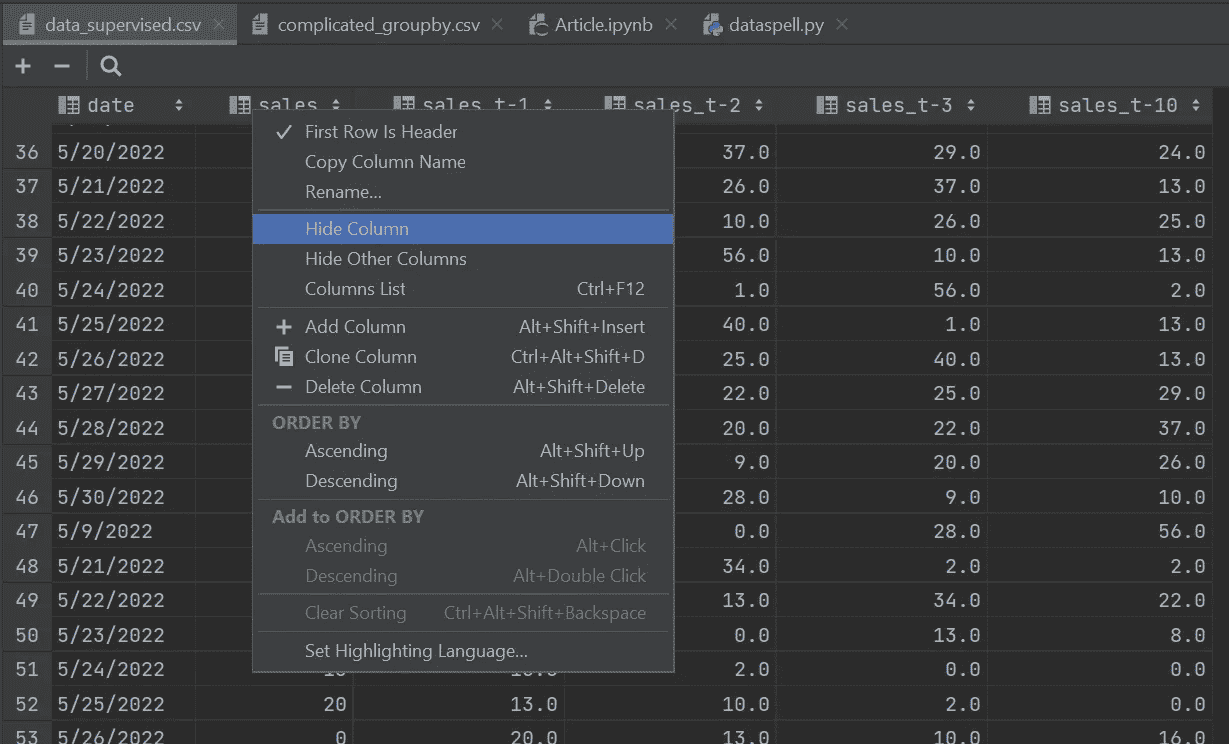 data_supervised.csv complicated_groupby.csv Article.ipynb dataspell.py
date sales sales_t-1 sales_t-2 sales_t-3 sales_t-10
First Row Is Header
36 5/20/2022 37.0 29.0 24.0
Copy Column Name
37 5/21/2022 26.0 37.0 13.0
Rename...
38 5/22/2022 10.0 26.0 25.0
Hide Column
39 5/23/2022 56.0 10.0 13.0
Hide Other Columns
40 5/24/2022 1.0 56.0 2.0
Columns List Ctrl+F12
41 5/25/2022 40.0 1.0 13.0
Add Column Alt+Shift+Insert
42 5/26/2022 25.0 40.0 13.0
Clone Column Ctrl+Alt+Shift+D
43 5/27/2022 22.0 25.0 29.0
Delete Column Alt+Shift+Delete
44 5/28/2022 20.0 22.0 37.0
ORDER BY
Ascending Alt+Shift+Up
45 5/29/2022 9.0 20.0 26.0
Descending Alt+Shift+Down
46 5/30/2022 28.0 9.0 10.0
Add to ORDER BY
47 5/9/2022 0.0 28.0 56.0
Ascending Alt+Click
48 5/21/2022 34.0 2.0 2.0
Descending Alt+Double Click
49 5/22/2022 13.0 34.0 22.0
Clear Sorting Ctrl+Alt+Shift+Backspace
50 5/23/2022 0.0 13.0 8.0
Set Highlighting Language...
51 5/24/2022 2.0 0.0 0.0
52 5/25/2022 20 13.0 10.0 2.0 0.0
53 5/26/2022 0 20.0 13.0 10.0 16.0